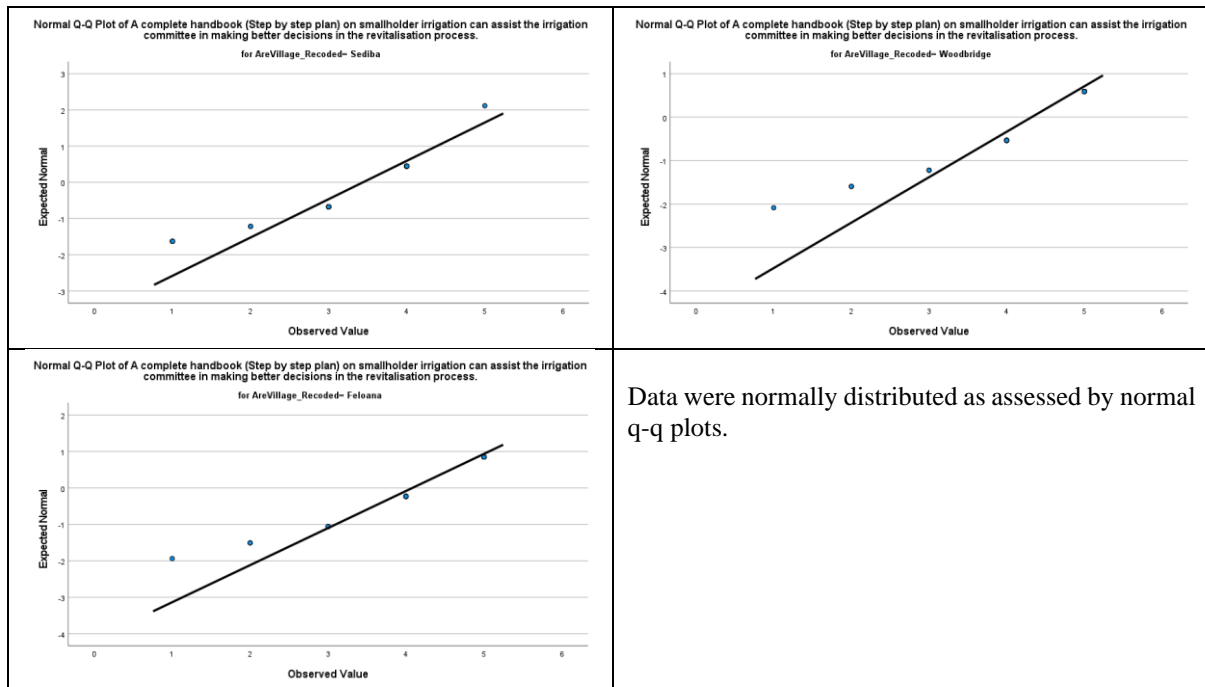 Normal Q-Q Plot of A complete handbook (Step by step plan) on smallholder irrigation can assist the irrigation
committee in making better decisions in the revitalisation process.
for AreVillage_Recoded= Sediba
3
2
1
0
-1
-2
-3
Expected Normal
0 1 2 3 4 5 6
Observed Value
Normal Q-Q Plot of A complete handbook (Step by step plan) on smallholder irrigation can assist the irrigation
committee in making better decisions in the revitalisation process.
for AreVillage_Recoded= Woodbridge
1
0
-1
-2
-3
-4
Expected Normal
0 1 2 3 4 5 6
Observed Value
Normal Q-Q Plot of A complete handbook (Step by step plan) on smallholder irrigation can assist the irrigation
committee in making better decisions in the revitalisation process.
for AreVillage_Recoded= Feloana
2
1
0
-1
-2
-3
-4
Expected Normal
0 1 2 3 4 5 6
Observed Value
Data were normally distributed as assessed by normal
q-q plots.